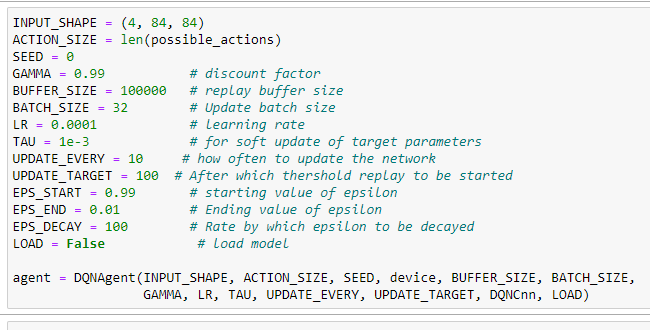 INPUT_SHAPE = (4, 84, 84)
ACTION_SIZE = len(possible_actions)
SEED = 0
GAMMA = 0.99 # discount factor
BUFFER_SIZE = 100000 # replay buffer size
BATCH_SIZE = 32 # Update batch size
LR = 0.0001 # learning rate
TAU = 1e-3 # for soft update of target parameters
UPDATE_EVERY = 10 # how often to update the network
UPDATE_TARGET = 100 # After which thershold replay to be started
EPS_START = 0.99 # starting value of epsilon
EPS_END = 0.01 # Ending value of epsilon
EPS_DECAY = 100 # Rate by which epsilon to be decayed
LOAD = False # load model
agent = DQNAgent(INPUT_SHAPE, ACTION_SIZE, SEED, device, BUFFER_SIZE, BATCH_SIZE,
GAMMA, LR, TAU, UPDATE_EVERY, UPDATE_TARGET, DQNCnn, LOAD)